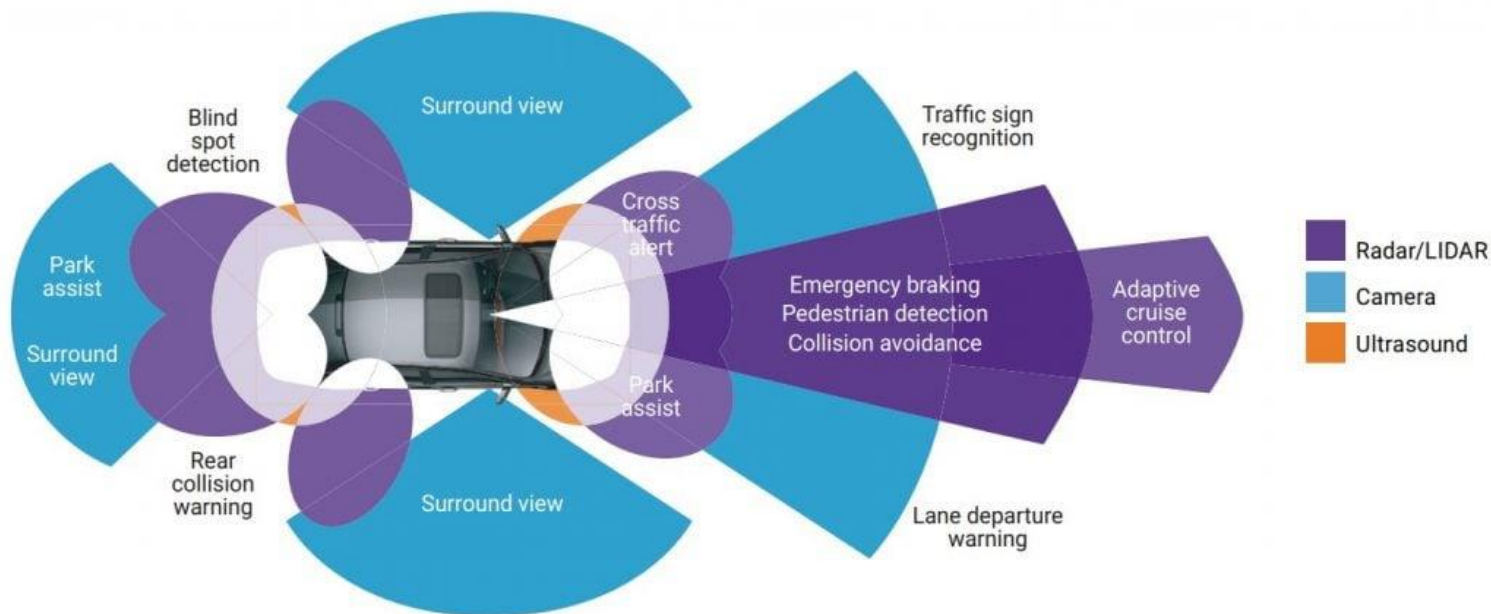 Surround view
Blind
spot
detection
Traffic sign
recognition
Cross
traffic
alert
Park
assist
Surround
view
Emergency braking
Pedestrian detection
Collision avoidance
Adaptive
cruise
control
Radar/LIDAR
Camera
Ultrasound
Park
assist
Rear
collision
warning
Surround view
Lane departure
warning